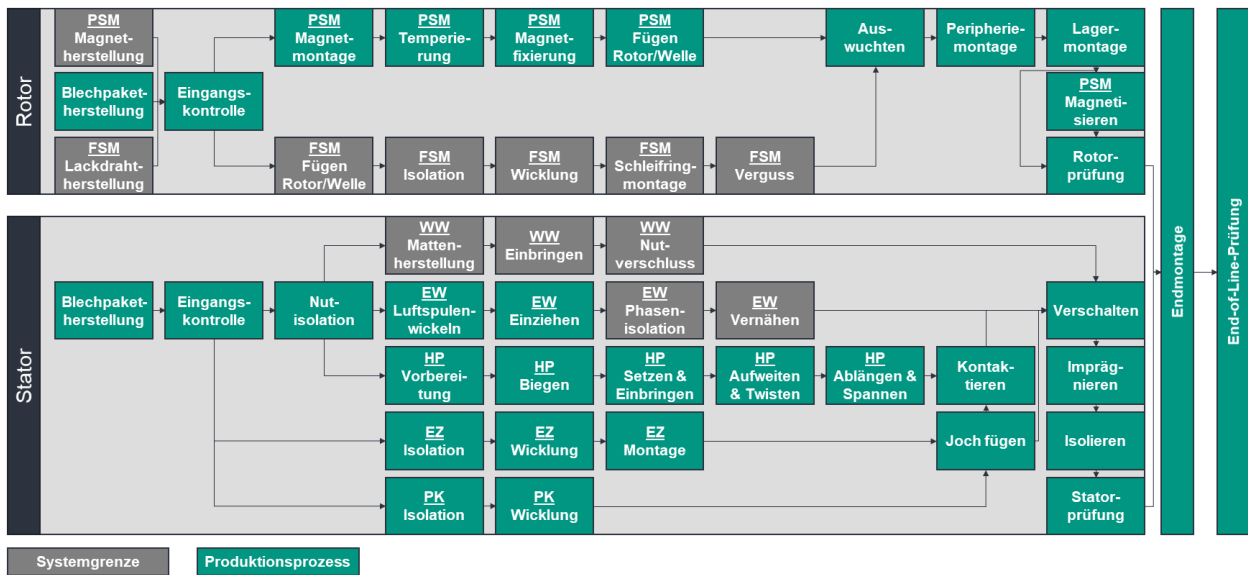 Rotor
PSM
Magnet-
herstellung
Blechpaket-
herstellung
FSM
Lackdraht-
herstellung
Eingangs-
kontrolle
PSM
Magnet-
montage
PSM
Temperie-
rung
PSM
Magnet-
fixierung
PSM
Fügen
Rotor/Welle
FSM
Fügen
Rotor/Welle
FSM
Isolation
FSM
Wicklung
FSM
Schleifring-
montage
FSM
Verguss
Aus-
wuchten
Peripherie-
montage
Lager-
montage
PSM
Magneti-
sieren
Rotor-
prüfung
Stator
Blechpaket-
herstellung
Eingangs-
kontrolle
Nut-
isolation
WW
Matten-
herstellung
WW
Einbringen
WW
Nut-
verschluss
EW
Luftspulen-
wickeln
EW
Einziehen
EW
Phasen-
isolation
EW
Vernähen
HP
Vorberei-
tung
HP
Biegen
HP
Setzen &
Einbringen
HP
Aufweiten
& Twisten
HP
Ablängen &
Spannen
EZ
Isolation
EZ
Wicklung
EZ
Montage
PK
Isolation
PK
Wicklung
Kontak-
tieren
Joch fügen
Verschalten
Impräg-
nieren
Isolieren
Stator-
prüfung
Endmontage
End-of-Line-Prüfung
Systemgrenze
Produktionsprozess